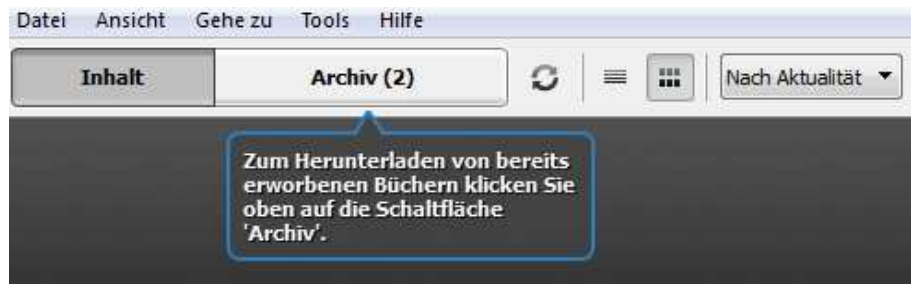 Datei Ansicht Gehe zu Tools Hilfe
Inhalt Archiv (2) Nach Aktualität
Zum Herunterladen von bereits
erworbenen Büchern klicken Sie
oben auf die Schaltfläche
'Archiv'.